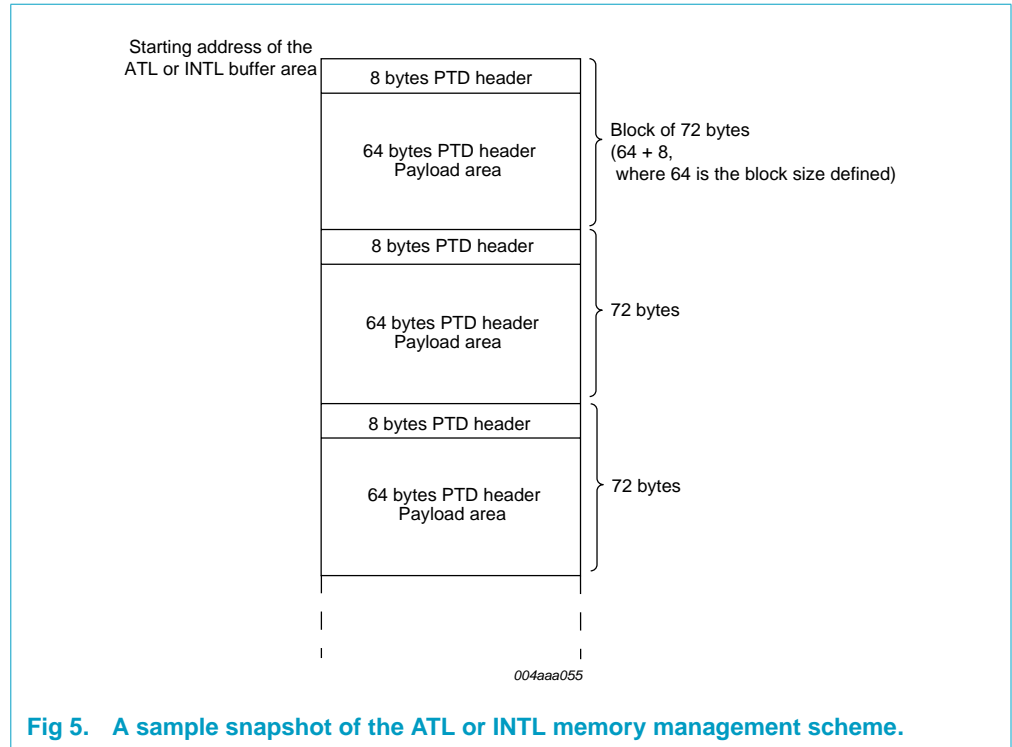 Starting address of the
ATL or INTL buffer area
8 bytes PTD header
64 bytes PTD header
Payload area
Block of 72 bytes
(64 + 8,
where 64 is the block size defined)
8 bytes PTD header
64 bytes PTD header
Payload area
72 bytes
8 bytes PTD header
64 bytes PTD header
Payload area
72 bytes
004aaa055
Fig 5. A sample snapshot of the ATL or INTL memory management scheme.